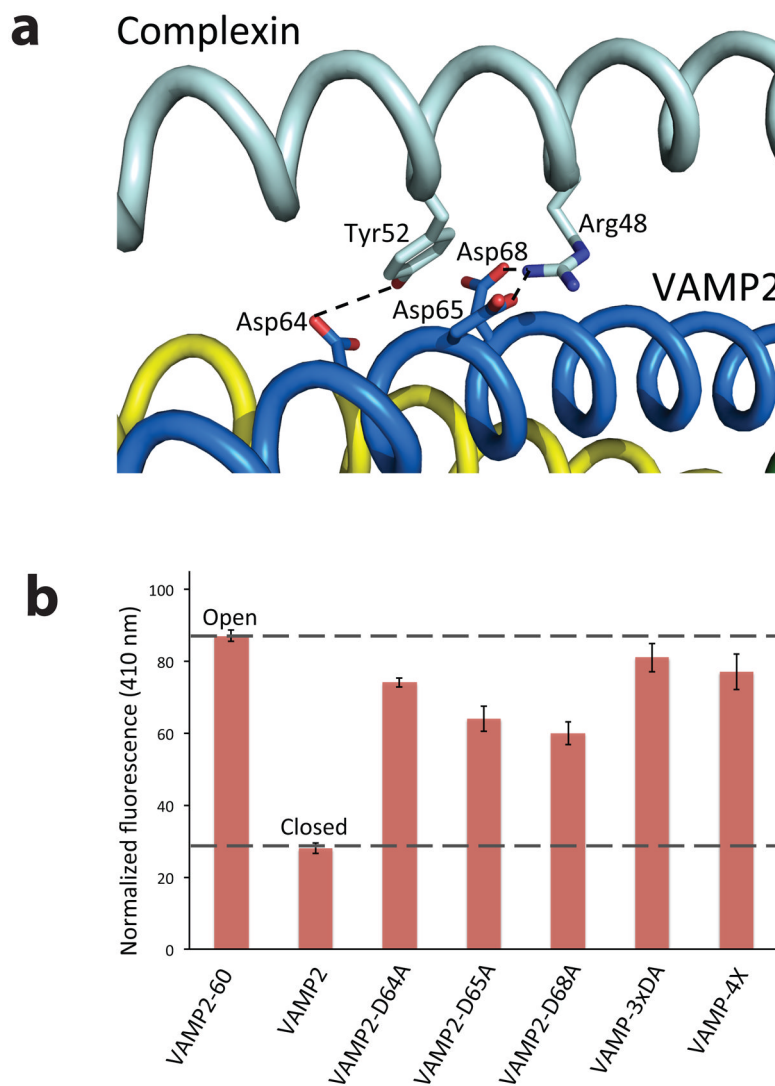 a
Complexin
Tyr52
Arg48
Asp68
VAMP2
Asp65
Asp64
b
Normalized fluorescence (410 nm)
100
80
60
40
20
0
Open
Closed
VAMP2-60
VAMP2
VAMP2-D64A
VAMP2-D65A
VAMP2-D68A
VAMP-3xDA
VAMP-4X